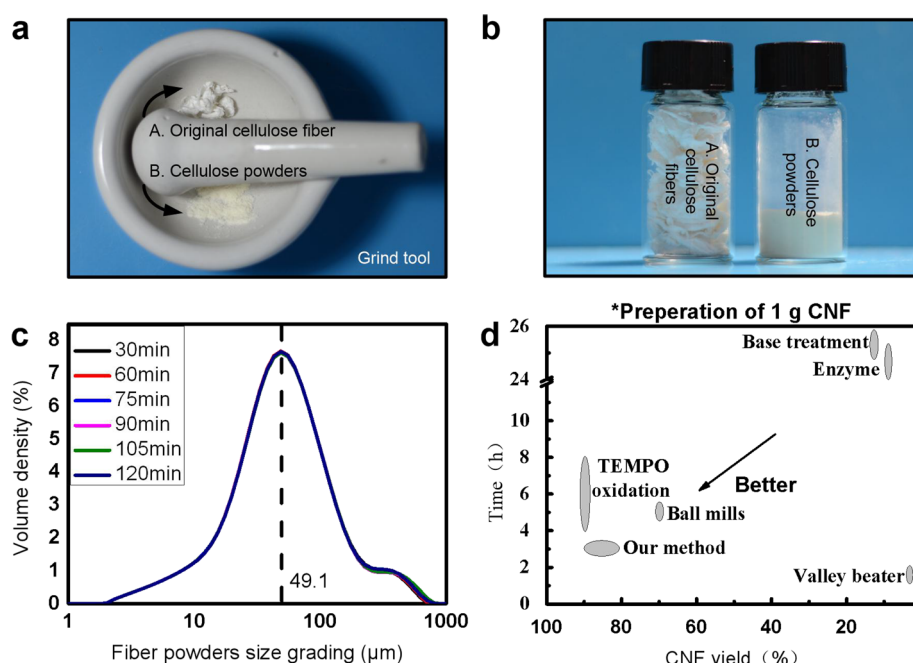 a
A. Original cellulose fiber
B. Cellulose powders
Grind tool
b
A. Original
cellulose
fibers
B. Cellulose
powders
c
8
7
6
5
4
3
2
1
0
Volume density (%)
30min
60min
75min
90min
105min
120min
49.1
1
10
100
1000
Fiber powders size grading (μm)
d
*Preperation of 1 g CNF
26
24
10
8
6
4
2
0
Time (h)
Base treatment
Enzyme
TEMPO
oxidation
Better
Ball mills
Our method
Valley beater
100
80
60
40
20
CNF yield (%)